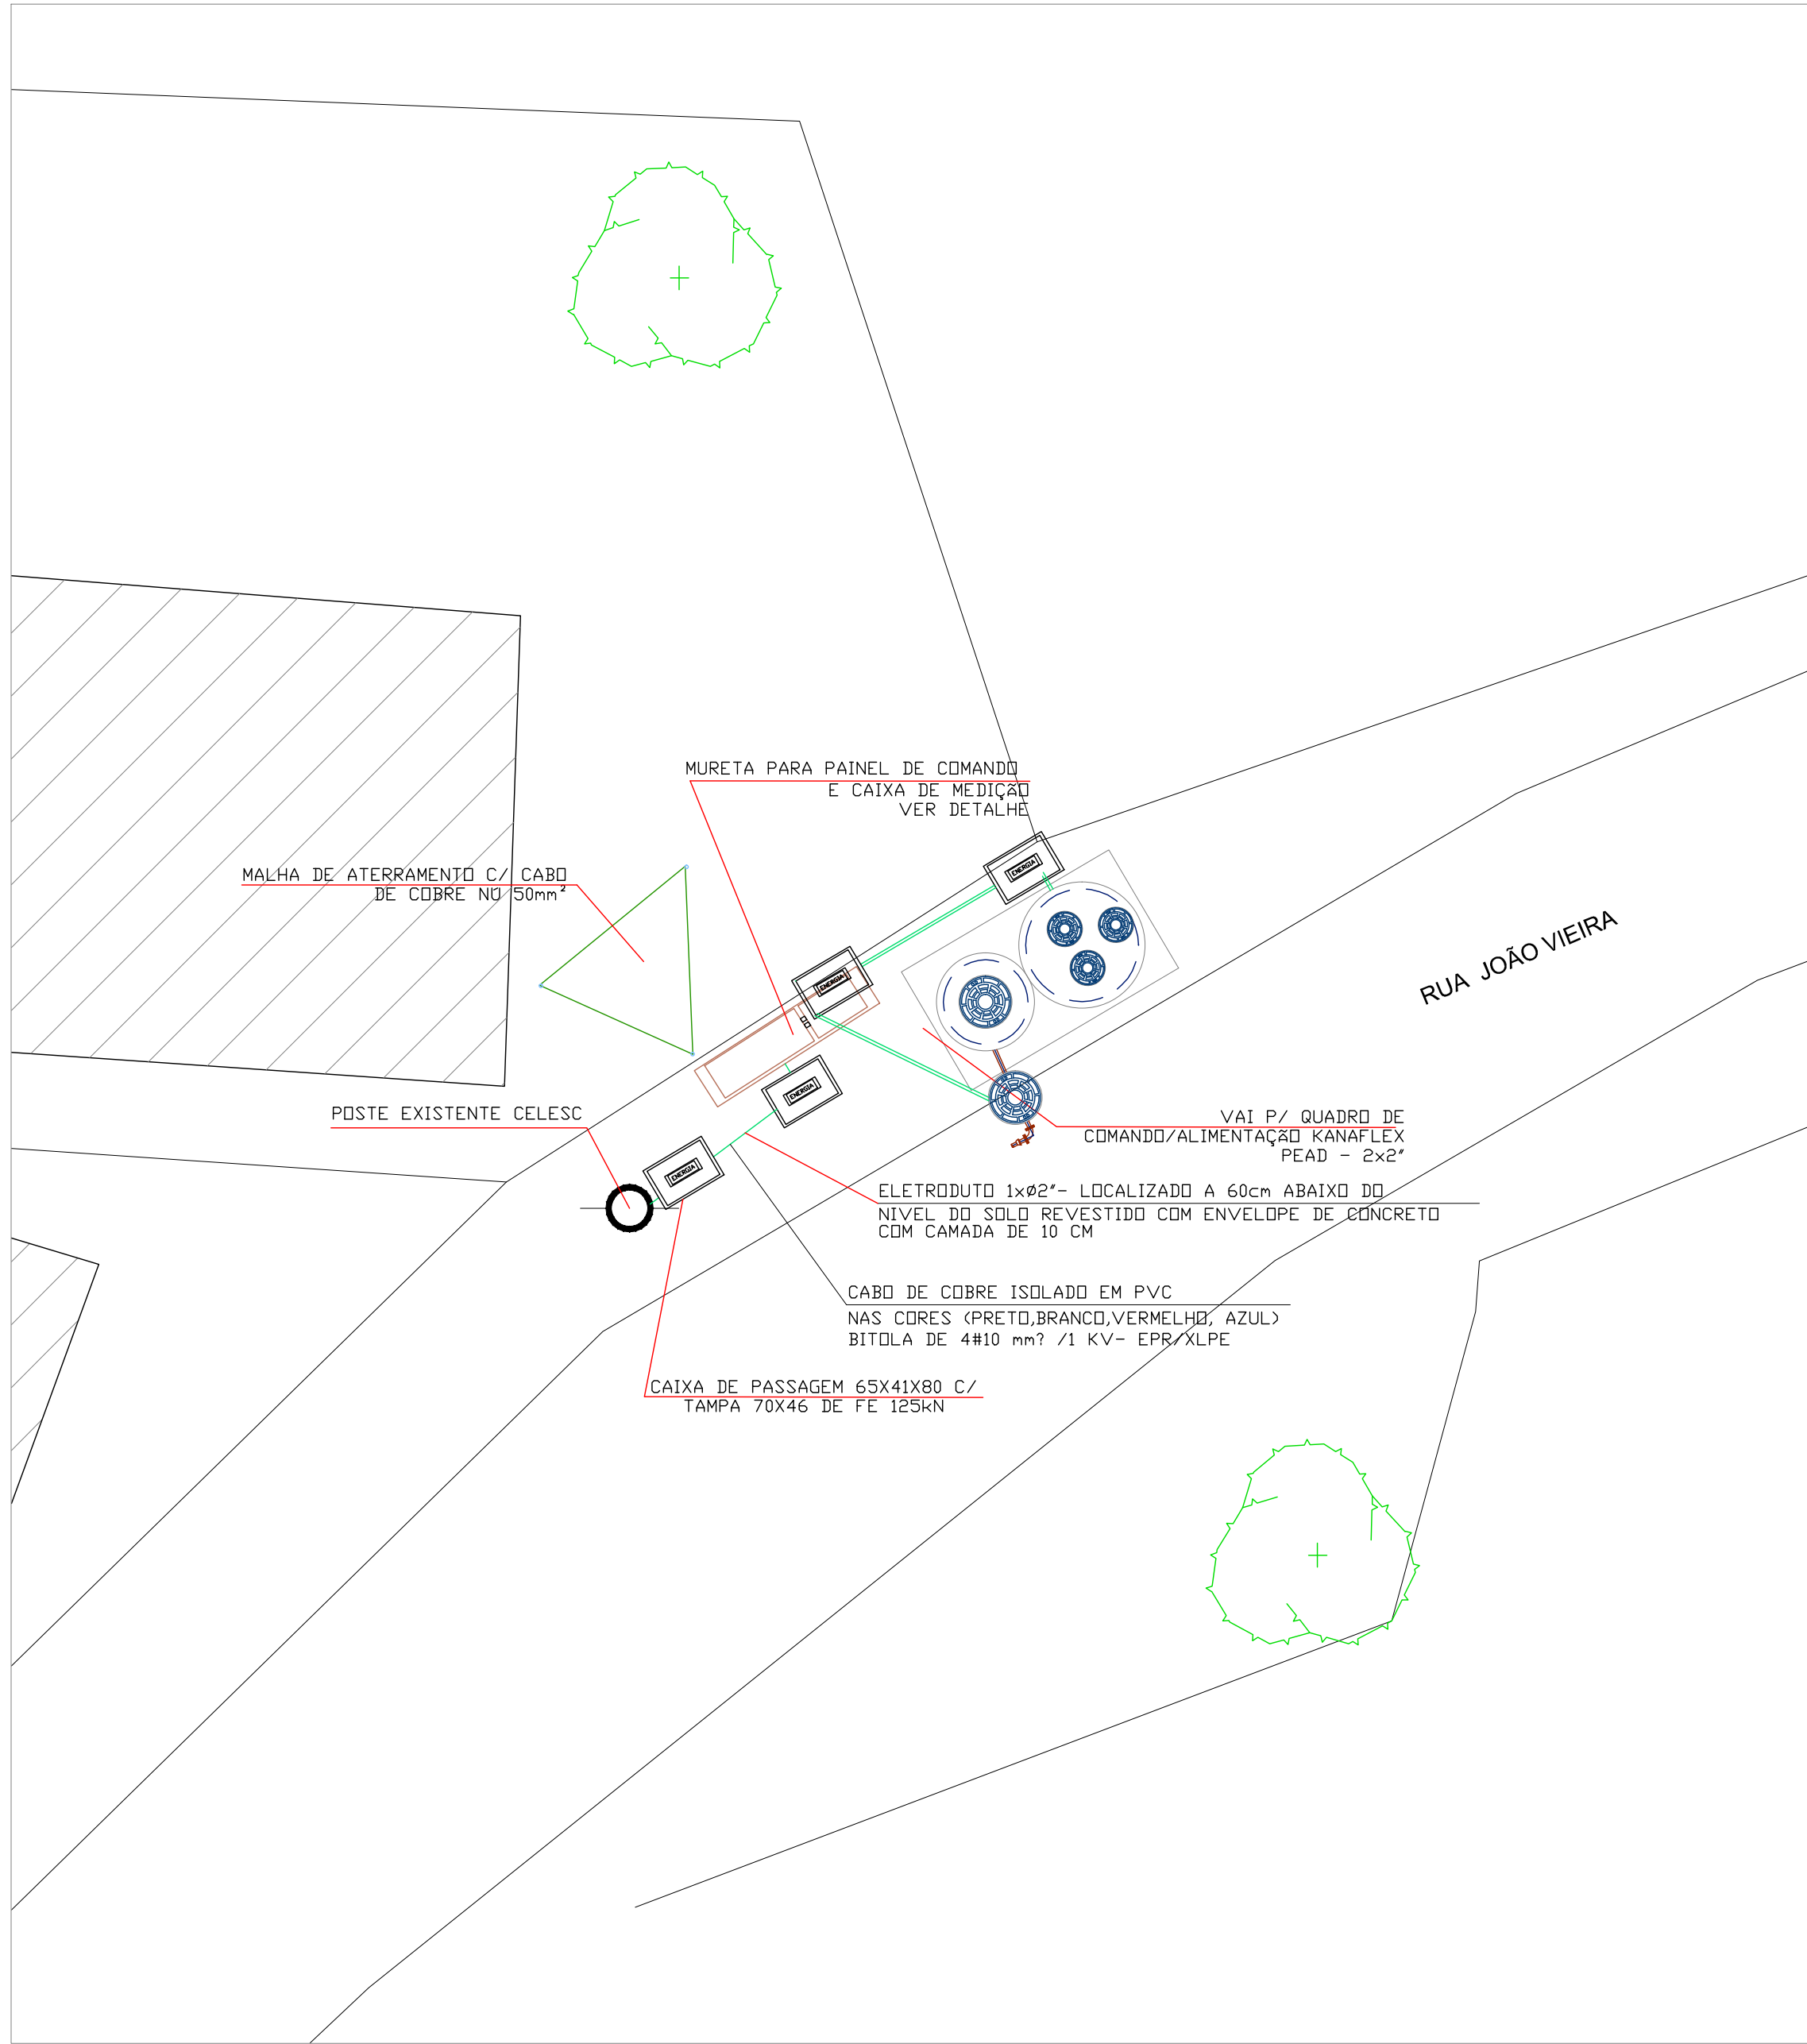 MURETA PARA PAINEL DE COMANDO
E CAIXA DE MEDIÇÃO
VER DETALHE
ENERGIA
MALHA DE ATERRAMENTO C/ CABO
DE COBRE NÚ 50mm²
RUA JOÃO VIEIRA
ENERGIA
ENERGIA
POSTE EXISTENTE CELESC
VAI P/ QUADRO DE
COMANDO/ALIMENTAÇÃO KANAFLEX
PEAD - 2x2"
ENERGIA
ELETRODUTO 1xØ2"- LOCALIZADO A 60cm ABAIXO DO
NIVEL DO SOLO REVESTIDO COM ENVELOPE DE CONCRETO
COM CAMADA DE 10 CM
CABO DE COBRE ISOLADO EM PVC
NAS CORES (PRETO,BRANCO,VERMELHO, AZUL)
BITOLA DE 4#10 mm? /1 KV- EPR/XLPE
CAIXA DE PASSAGEM 65X41X80 C/
TAMPA 70X46 DE FE 125kN